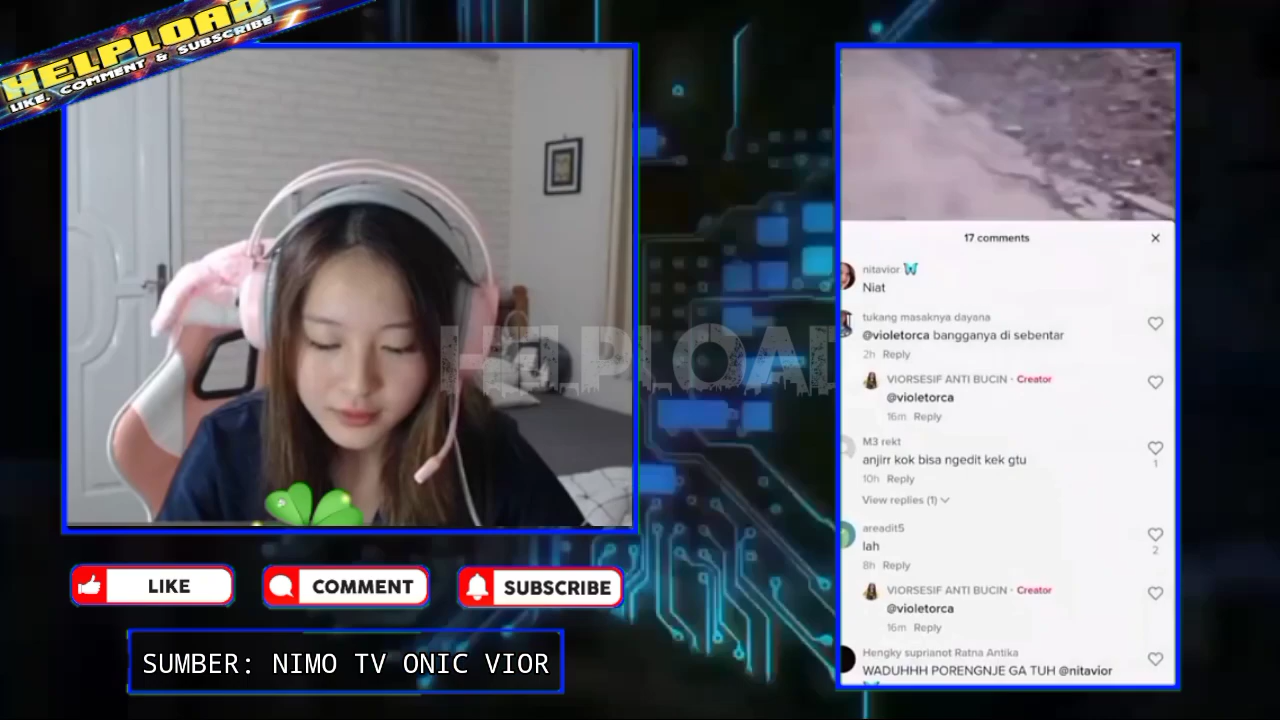 HELPLOAD
LIKE, COMMENT & SUBSCRIBE
HELPLOAD
17 comments
nitavior
Niat
tukang masaknya dayana
@violetorca bangganya di sebentar
2h Reply
VIORSESIF ANTI BUCIN · Creator
@violetorca
16m Reply
M3 rekt
anjirr kok bisa ngedit kek gtu
1
10h Reply
View replies (1)
areadit5
lah
2
8h Reply
VIORSESIF ANTI BUCIN · Creator
@violetorca
16m Reply
Hengky suprianot Ratna Antika
WADUHHH PORENGNJE GA TUH @nitavior
LIKE
COMMENT
SUBSCRIBE
SUMBER: NIMO TV ONIC VIOR